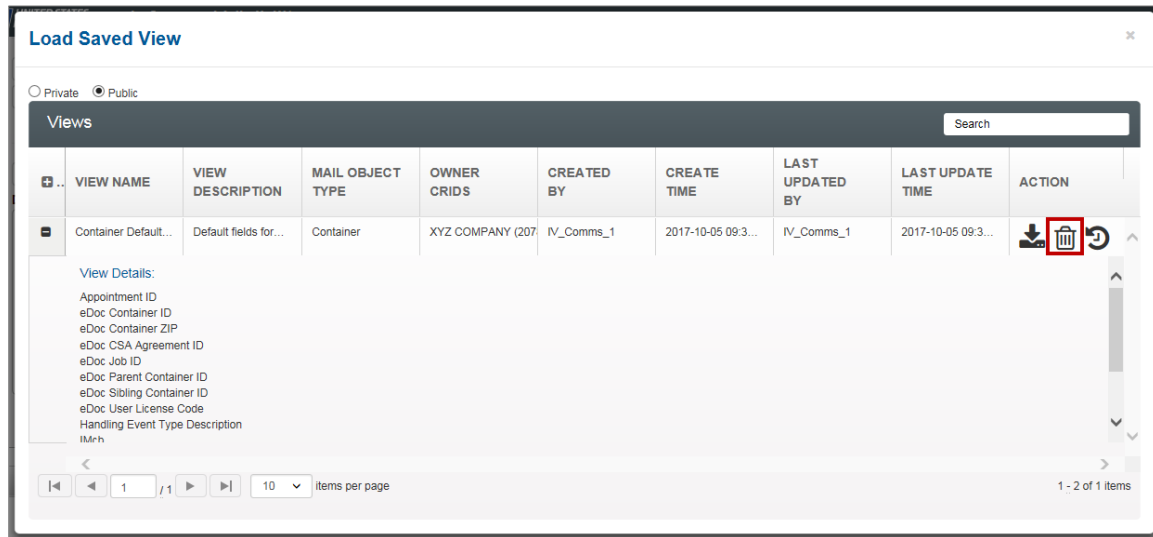 UNITED STATES
Load Saved View
×
Private Public
Views
Search
.. VIEW NAME VIEW DESCRIPTION MAIL OBJECT TYPE OWNER CRIDS CREATED BY CREATE TIME LAST UPDATED BY LAST UPDATE TIME ACTION
Container Default... Default fields for... Container XYZ COMPANY (207 IV_Comms_1 2017-10-05 09:3... IV_Comms_1 2017-10-05 09:3...
View Details:
Appointment ID
eDoc Container ID
eDoc Container ZIP
eDoc CSA Agreement ID
eDoc Job ID
eDoc Parent Container ID
eDoc Sibling Container ID
eDoc User License Code
Handling Event Type Description
IMcb
1 / 1 10 items per page 1 - 2 of 1 items